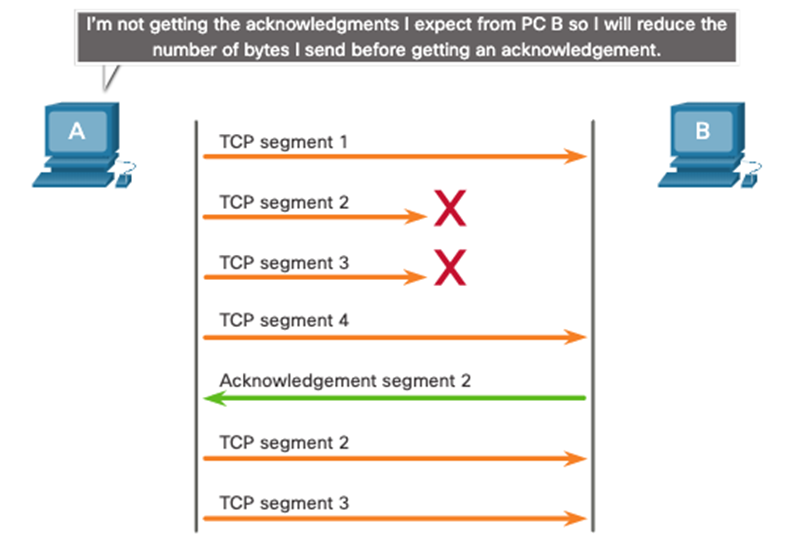 I'm not getting the acknowledgments I expect from PC B so I will reduce the
number of bytes I send before getting an acknowledgement.
A
B
TCP segment 1
TCP segment 2
X
TCP segment 3
X
TCP segment 4
Acknowledgement segment 2
TCP segment 2
TCP segment 3